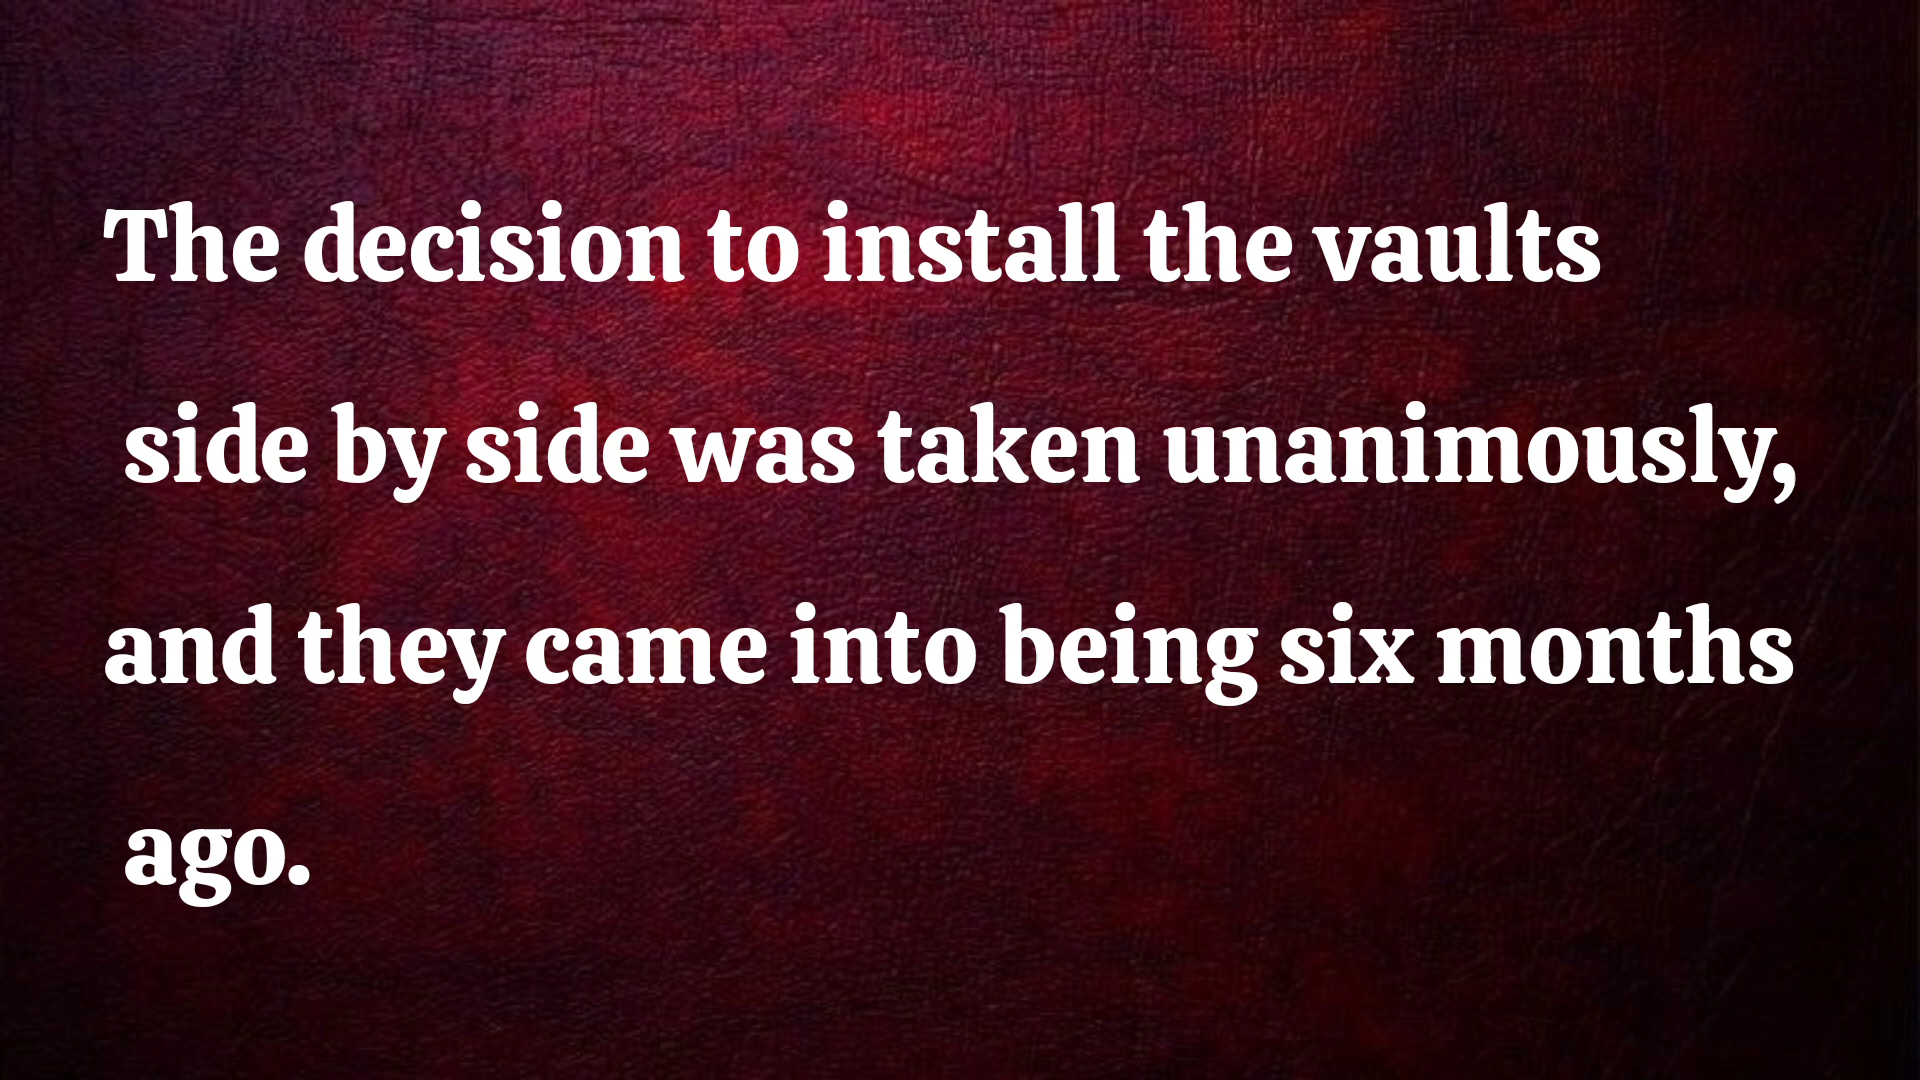 The decision to install the vaults
side by side was taken unanimously,
and they came into being six months
ago.